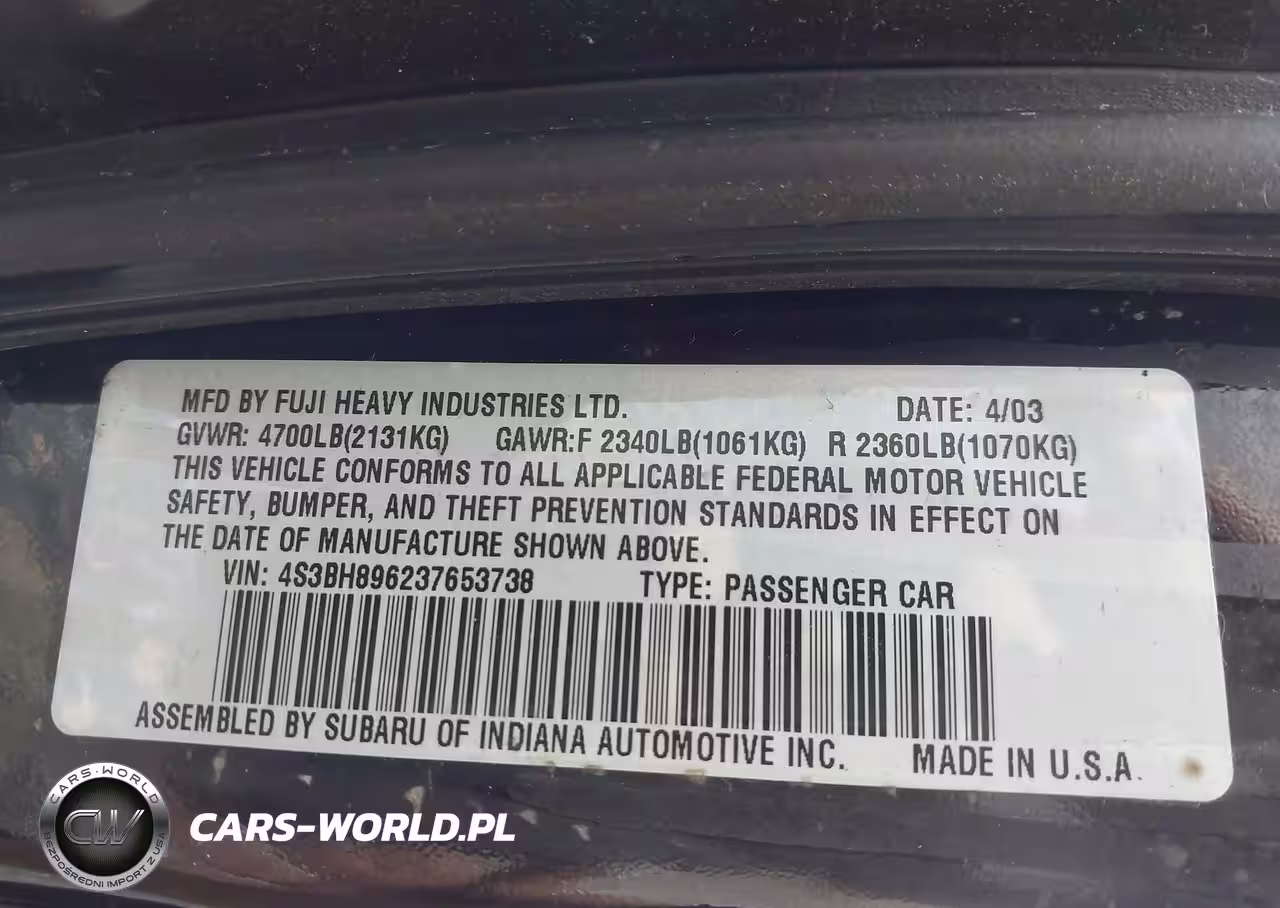 MFD BY FUJI HEAVY INDUSTRIES LTD. DATE: 4/03
GVWR: 4700LB(2131KG) GAWR:F 2340LB(1061KG) R 2360LB(1070KG)
THIS VEHICLE CONFORMS TO ALL APPLICABLE FEDERAL MOTOR VEHICLE
SAFETY, BUMPER, AND THEFT PREVENTION STANDARDS IN EFFECT ON
THE DATE OF MANUFACTURE SHOWN ABOVE.
VIN: 4S3BH896237653738 TYPE: PASSENGER CAR
ASSEMBLED BY SUBARU OF INDIANA AUTOMOTIVE INC. MADE IN U.S.A.
CARS-WORLD
CW
BEZPOŚREDNI IMPORT Z USA
CARS-WORLD.PL